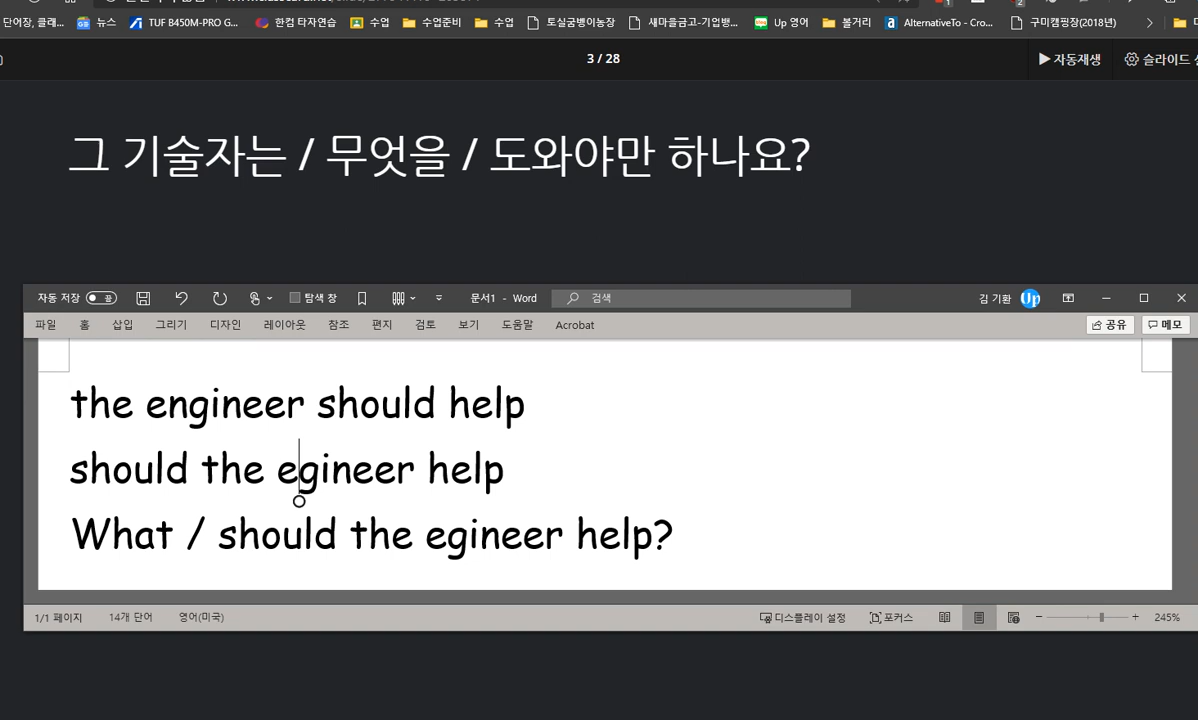 단어장, 클래... 뉴스 TUF B450M-PRO G... 한컴 타자연습 수업 수업준비 수업 토실굼벵이농장 새마을금고-기업뱅... Up 영어 볼거리 AlternativeTo - Cro... 구미캠핑장(2018년)
3 / 28
자동재생 슬라이드
그 기술자는 / 무엇을 / 도와야만 하나요?
자동 저장 끔 탐색 창 문서1 - Word 검색 김 기환 Up
파일 홈 삽입 그리기 디자인 레이아웃 참조 편지 검토 보기 도움말 Acrobat 공유 메모
the engineer should help
should the egineer help
What / should the egineer help?
1/1 페이지 14개 단어 영어(미국) 디스플레이 설정 포커스 245%